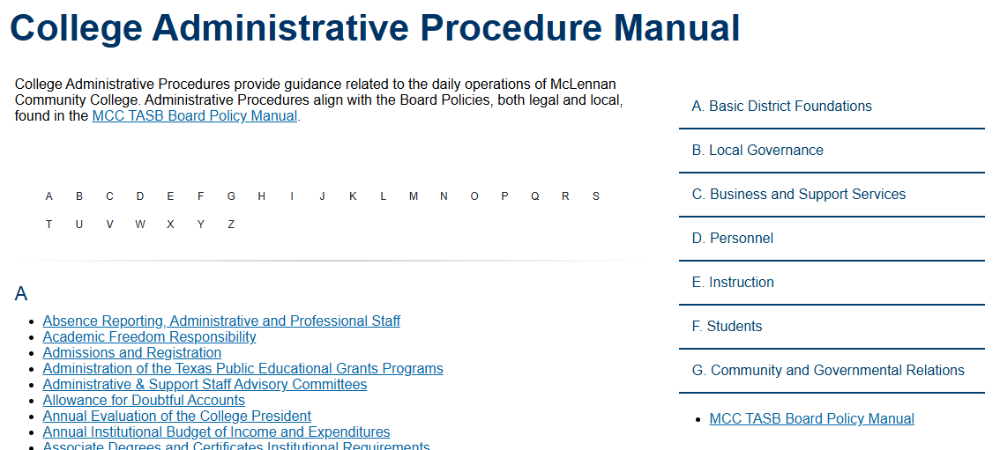 College Administrative Procedure Manual
College Administrative Procedures provide guidance related to the daily operations of McLennan
Community College. Administrative Procedures align with the Board Policies, both legal and local,
found in the MCC TASB Board Policy Manual.
A B C D E F G H I J K L M N O P Q R S
T U V W X Y Z
A
Absence Reporting, Administrative and Professional Staff
Academic Freedom Responsibility
Admissions and Registration
Administration of the Texas Public Educational Grants Programs
Administrative & Support Staff Advisory Committees
Allowance for Doubtful Accounts
Annual Evaluation of the College President
Annual Institutional Budget of Income and Expenditures
Associate Degrees and Certificates Institutional Requirements
A. Basic District Foundations
B. Local Governance
C. Business and Support Services
D. Personnel
E. Instruction
F. Students
G. Community and Governmental Relations
MCC TASB Board Policy Manual